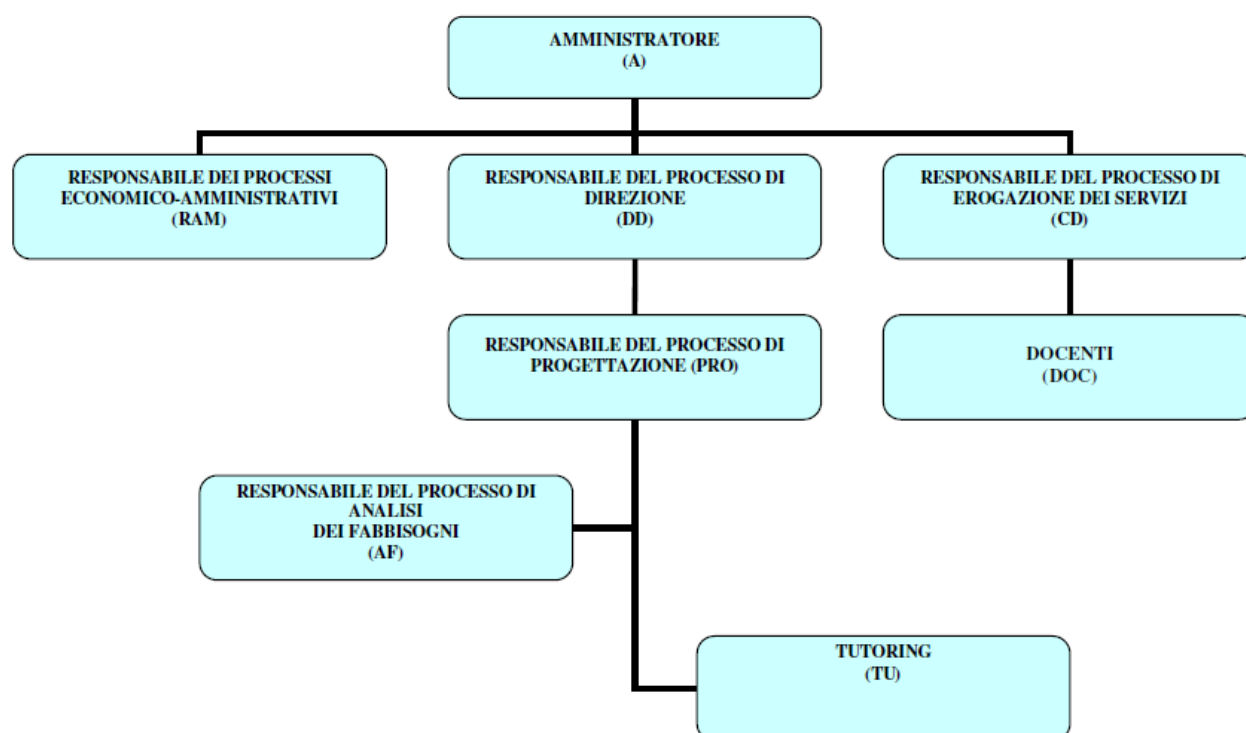 AMMINISTRATORE
(A)
RESPONSABILE DEI PROCESSI
ECONOMICO-AMMINISTRATIVI
(RAM)
RESPONSABILE DEL PROCESSO DI
DIREZIONE
(DD)
RESPONSABILE DEL PROCESSO DI
EROGAZIONE DEI SERVIZI
(CD)
RESPONSABILE DEL PROCESSO DI
PROGETTAZIONE (PRO)
DOCENTI
(DOC)
RESPONSABILE DEL PROCESSO DI
ANALISI
DEI FABBISOGNI
(AF)
TUTORING
(TU)